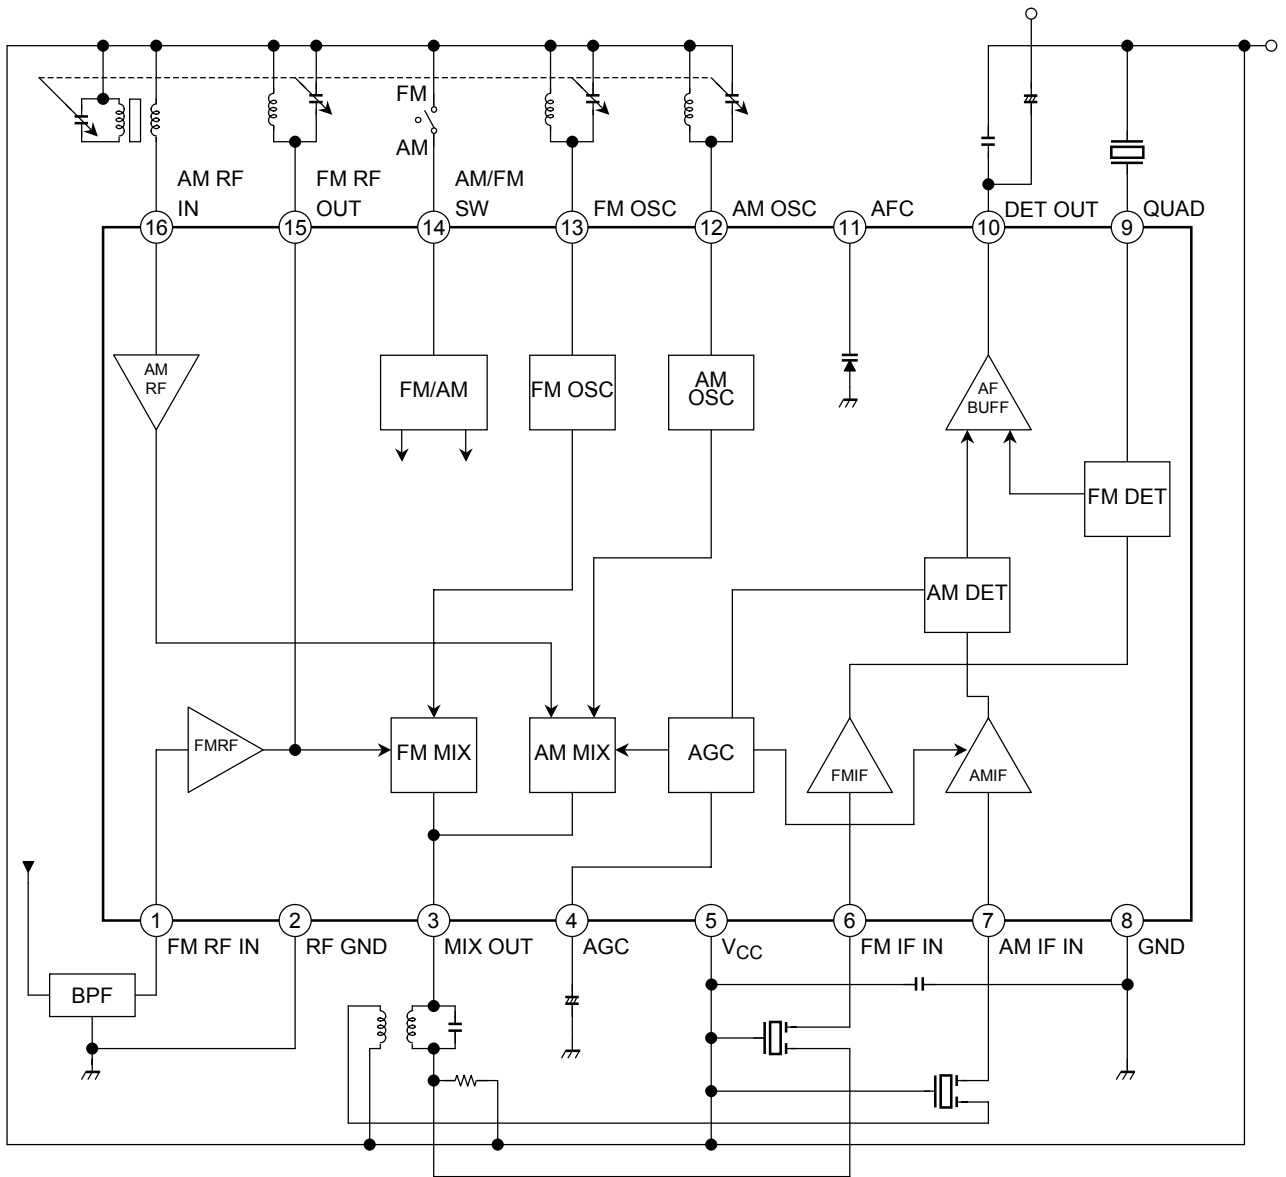 FM
AM
AM RF
IN
FM RF
OUT
AM/FM
SW
FM OSC
AM OSC
AFC
DET OUT
QUAD
16
15
14
13
12
11
10
9
AM
RF
FM/AM
FM OSC
AM
OSC
AF
BUFF
FM DET
AM DET
FMRF
FM MIX
AM MIX
AGC
FMIF
AMIF
1
2
3
4
5
6
7
8
FM RF IN
RF GND
MIX OUT
AGC
VCC
FM IF IN
AM IF IN
GND
BPF